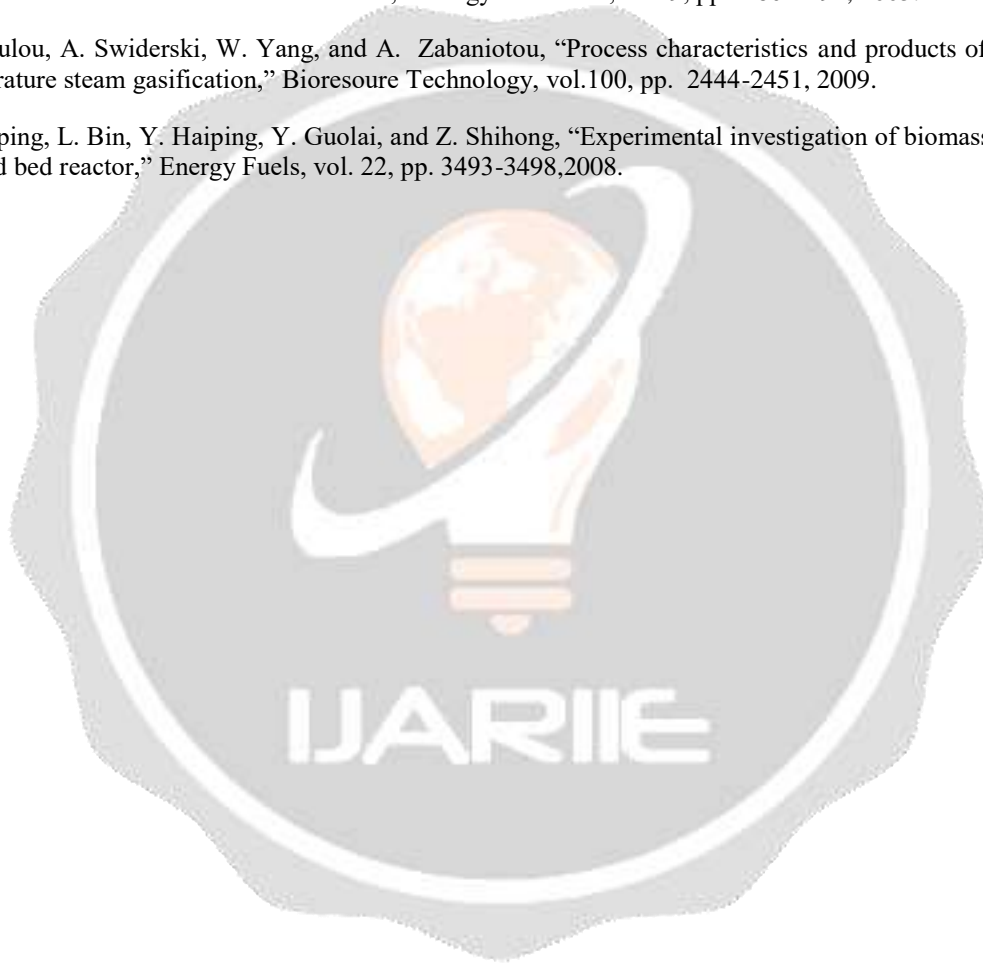 ulou, A. Swiderski, W. Yang, and A. Zabaniotou, “Process characteristics and products of
rature steam gasification,” Bioresoure Technology, vol.100, pp. 2444-2451, 2009.
ping, L. Bin, Y. Haiping, Y. Guolai, and Z. Shihong, “Experimental investigation of biomass
d bed reactor,” Energy Fuels, vol. 22, pp. 3493-3498,2008.
IJARIIE